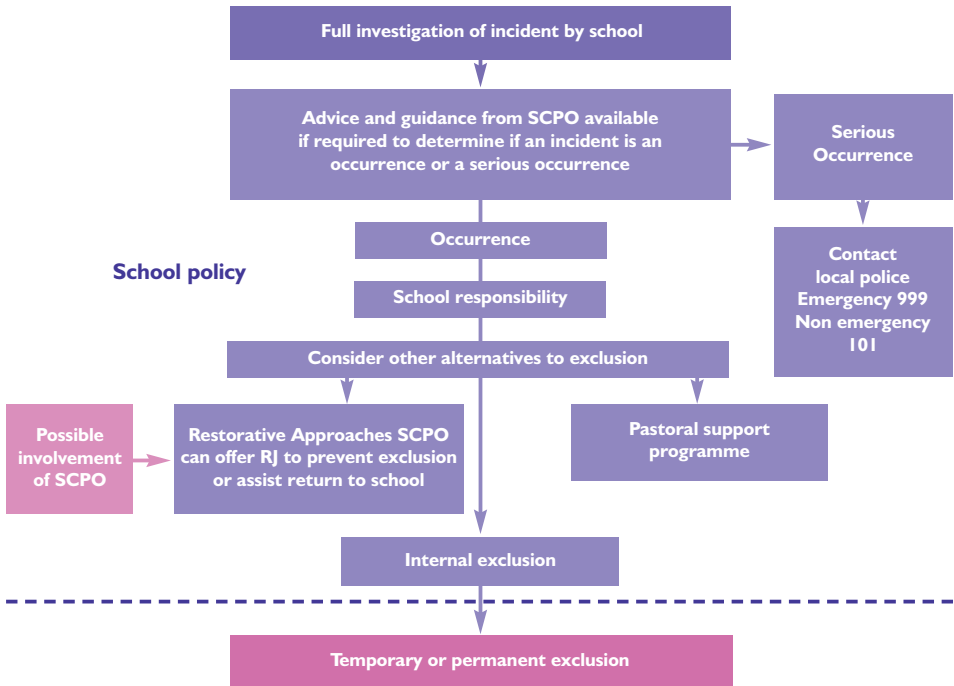 Full investigation of incident by school
Advice and guidance from SCPO available
if required to determine if an incident is an
occurrence or a serious occurrence
Serious
Occurrence
Occurrence
Contact
local police
Emergency 999
Non emergency
101
School policy
School responsibility
Consider other alternatives to exclusion
Possible
involvement
of SCPO
Restorative Approaches SCPO
can offer RJ to prevent exclusion
or assist return to school
Pastoral support
programme
Internal exclusion
Temporary or permanent exclusion